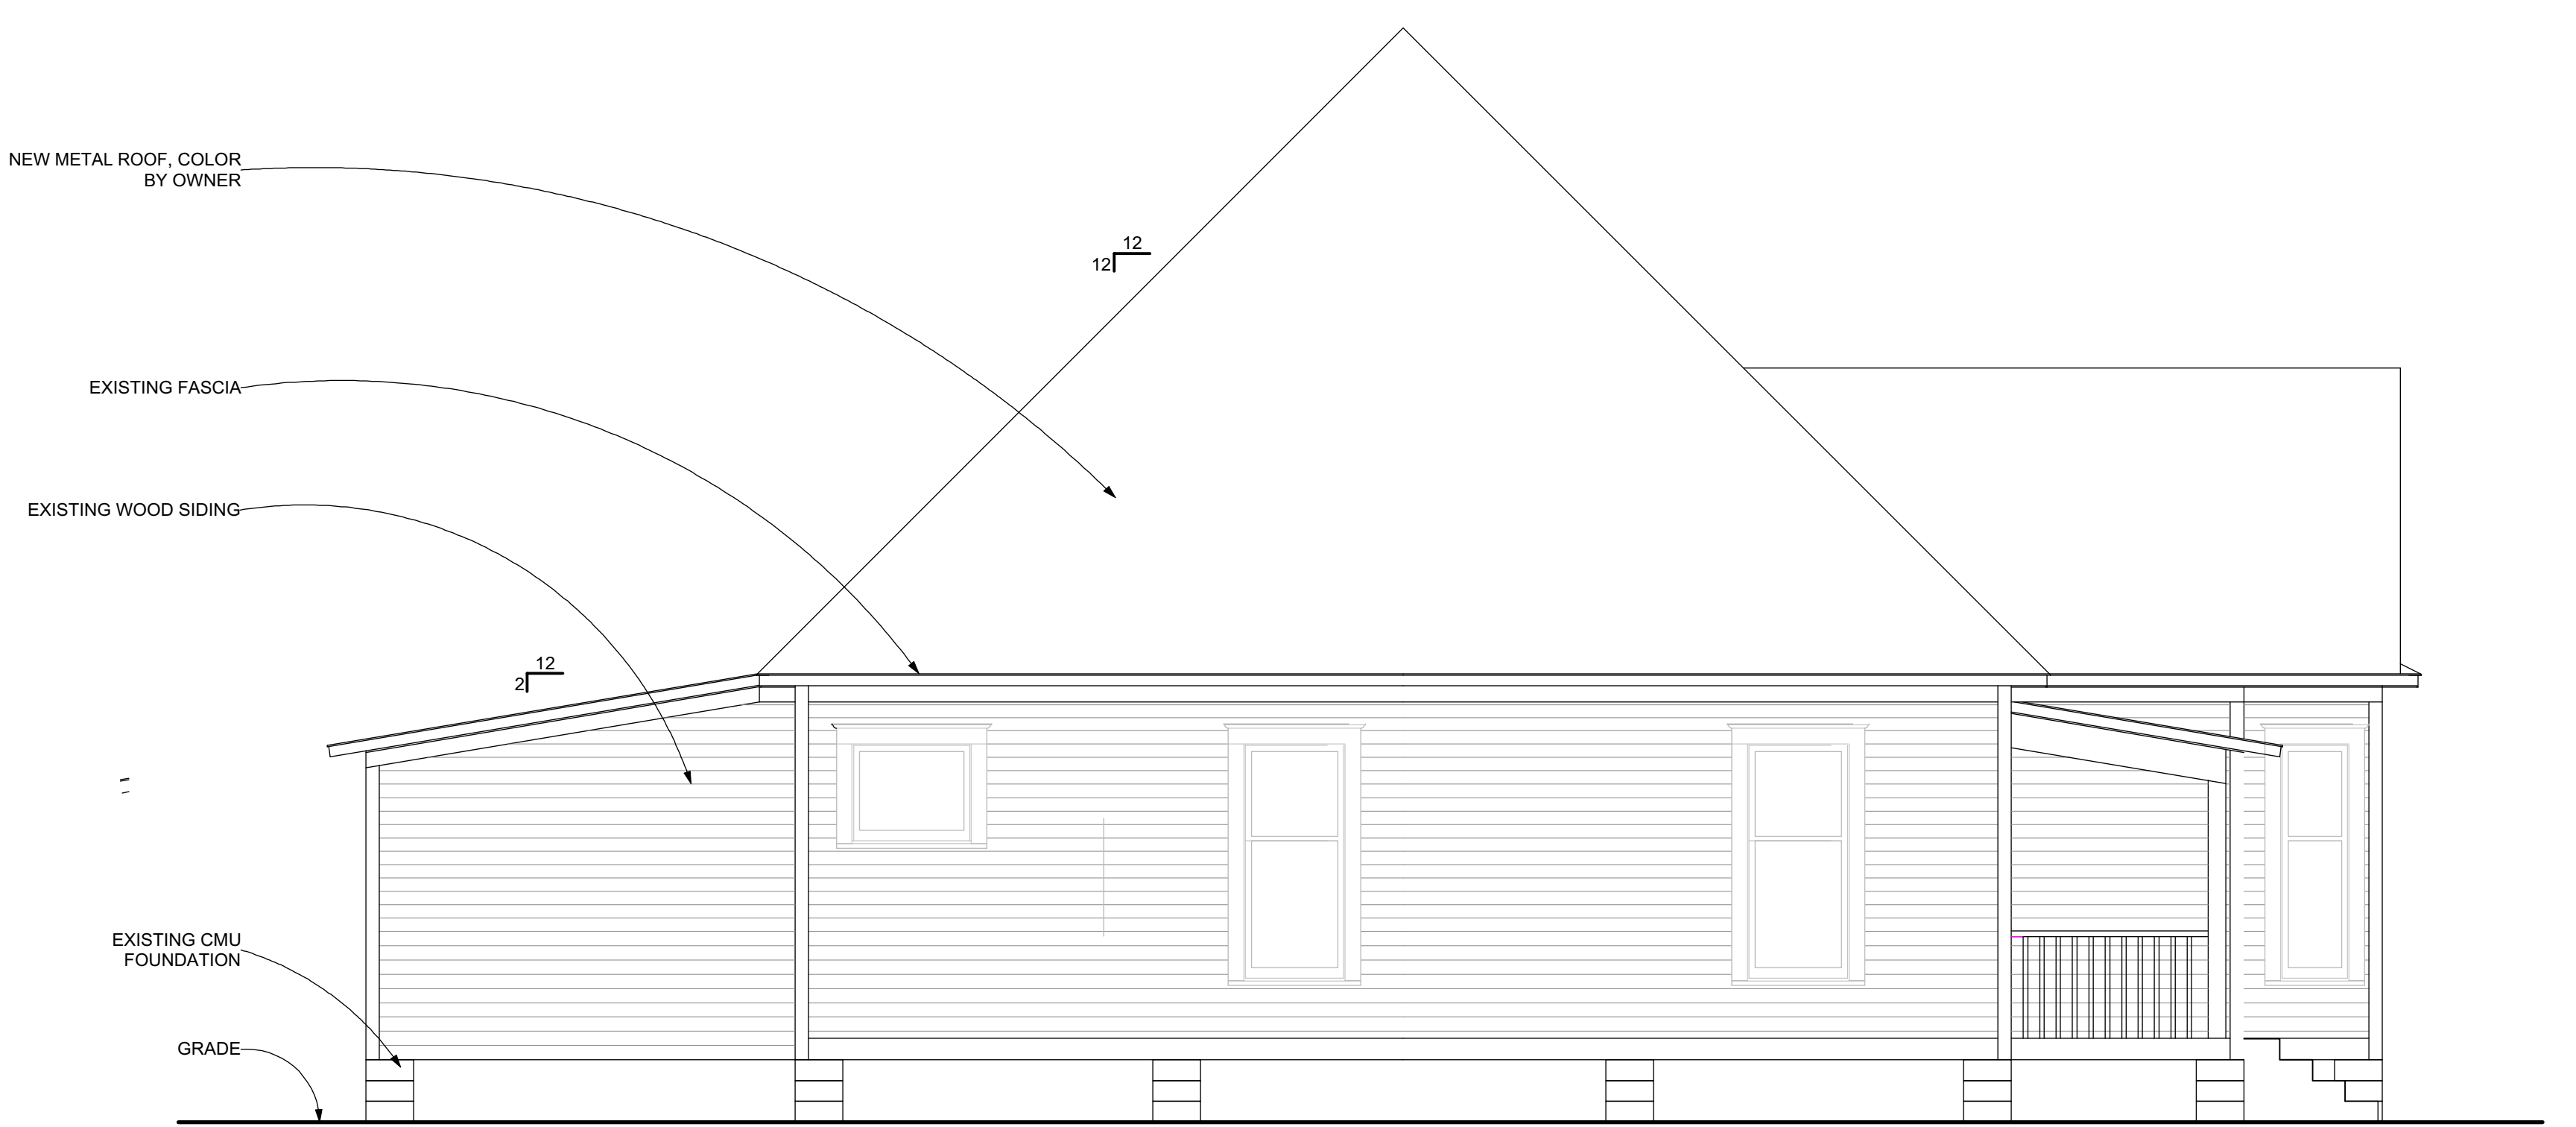 NEW METAL ROOF, COLOR
BY OWNER
12
12
EXISTING FASCIA
EXISTING WOOD SIDING
12
2
EXISTING CMU
FOUNDATION
GRADE